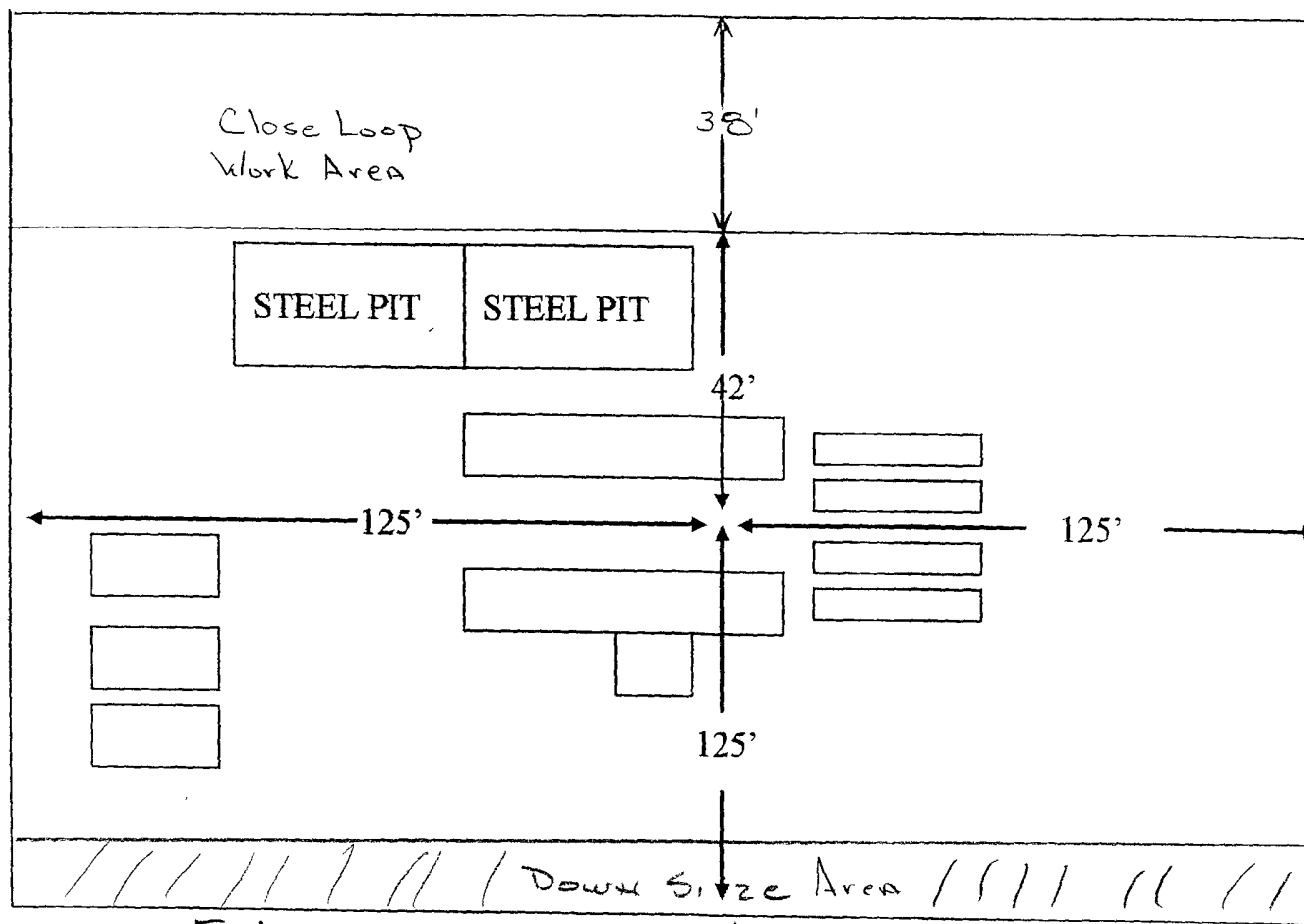 Close Loop
Work Area
38'
STEEL PIT
STEEL PIT
42’
125’
125’
125’
Down Size Area